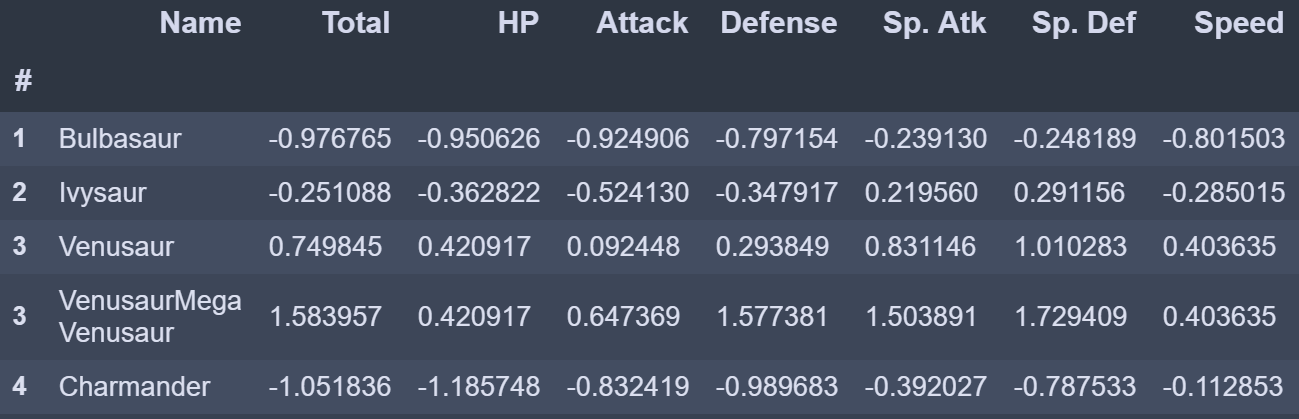 Name Total HP Attack Defense Sp. Atk Sp. Def Speed
#
1 Bulbasaur -0.976765 -0.950626 -0.924906 -0.797154 -0.239130 -0.248189 -0.801503
2 Ivysaur -0.251088 -0.362822 -0.524130 -0.347917 0.219560 0.291156 -0.285015
3 Venusaur 0.749845 0.420917 0.092448 0.293849 0.831146 1.010283 0.403635
3 VenusaurMega
Venusaur 1.583957 0.420917 0.647369 1.577381 1.503891 1.729409 0.403635
4 Charmander -1.051836 -1.185748 -0.832419 -0.989683 -0.392027 -0.787533 -0.112853